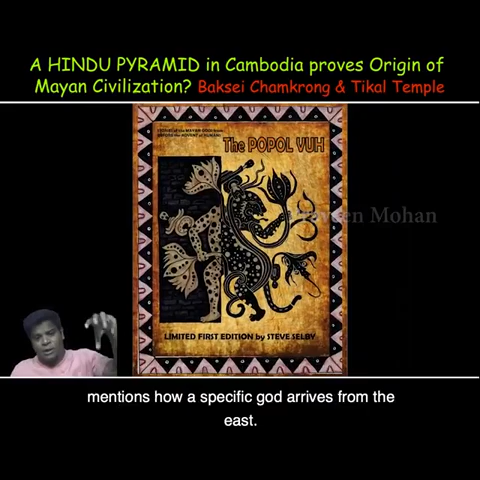 A HINDU PYRAMID in Cambodia proves Origin of
Mayan Civilization? Baksei Chamkrong & Tikal Temple
The POPOL VUH
Praveen Mohan
LIMITED FIRST EDITION by STEVE SELBY
mentions how a specific god arrives from the
east.